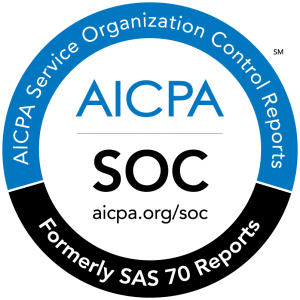 AICPA Service Organization Control Reports
SM
AICPA
SOC
aicpa.org/soc
Formerly SAS 70 Reports